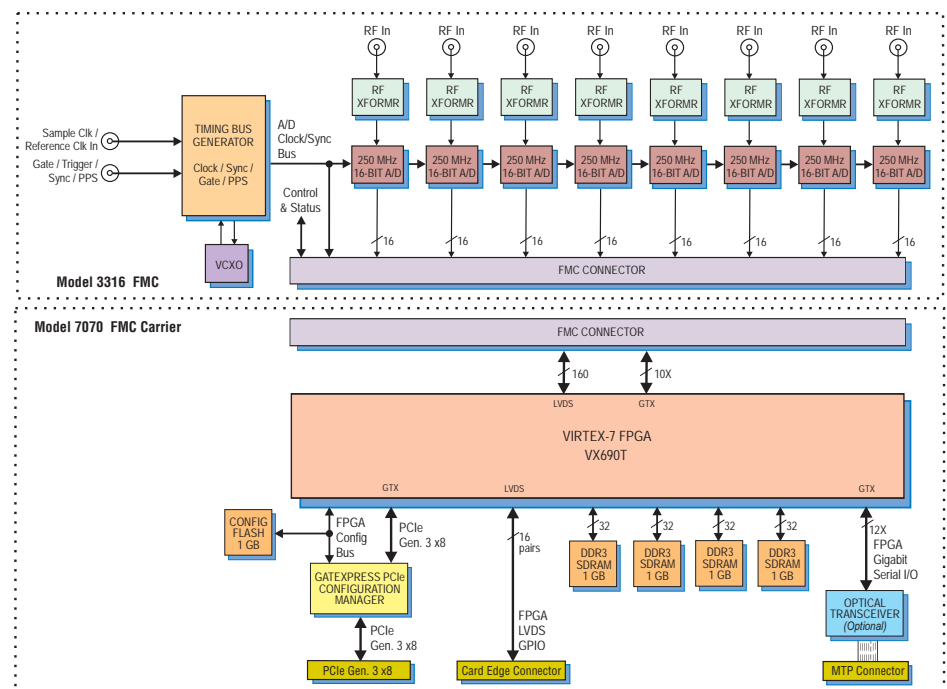 RF In
RF In
RF In
RF In
RF In
RF In
RF In
RF In
RF
XFORMR
RF
XFORMR
RF
XFORMR
RF
XFORMR
RF
XFORMR
RF
XFORMR
RF
XFORMR
RF
XFORMR
Sample Clk /
Reference Clk In
Gate / Trigger /
Sync / PPS
TIMING BUS
GENERATOR
Clock / Sync /
Gate / PPS
A/D
Clock/Sync
Bus
250 MHz
16-BIT A/D
250 MHz
16-BIT A/D
250 MHz
16-BIT A/D
250 MHz
16-BIT A/D
250 MHz
16-BIT A/D
250 MHz
16-BIT A/D
250 MHz
16-BIT A/D
250 MHz
16-BIT A/D
Control
& Status
16
16
16
16
16
16
16
16
VCXO
FMC CONNECTOR
Model 3316 FMC
Model 7070 FMC Carrier
FMC CONNECTOR
160
10X
LVDS
GTX
VIRTEX-7 FPGA
VX690T
GTX
LVDS
GTX
CONFIG
FLASH
1 GB
FPGA
Config
Bus
PCIe
Gen. 3 x8
16
pairs
32
32
32
32
12X
FPGA
Gigabit
Serial I/O
DDR3
SDRAM
1 GB
DDR3
SDRAM
1 GB
DDR3
SDRAM
1 GB
DDR3
SDRAM
1 GB
GATEXPRESS PCIe
CONFIGURATION
MANAGER
OPTICAL
TRANSCEIVER
(Optional)
PCIe
Gen. 3 x8
FPGA
LVDS
GPIO
PCIe Gen. 3 x8
Card Edge Connector
MTP Connector